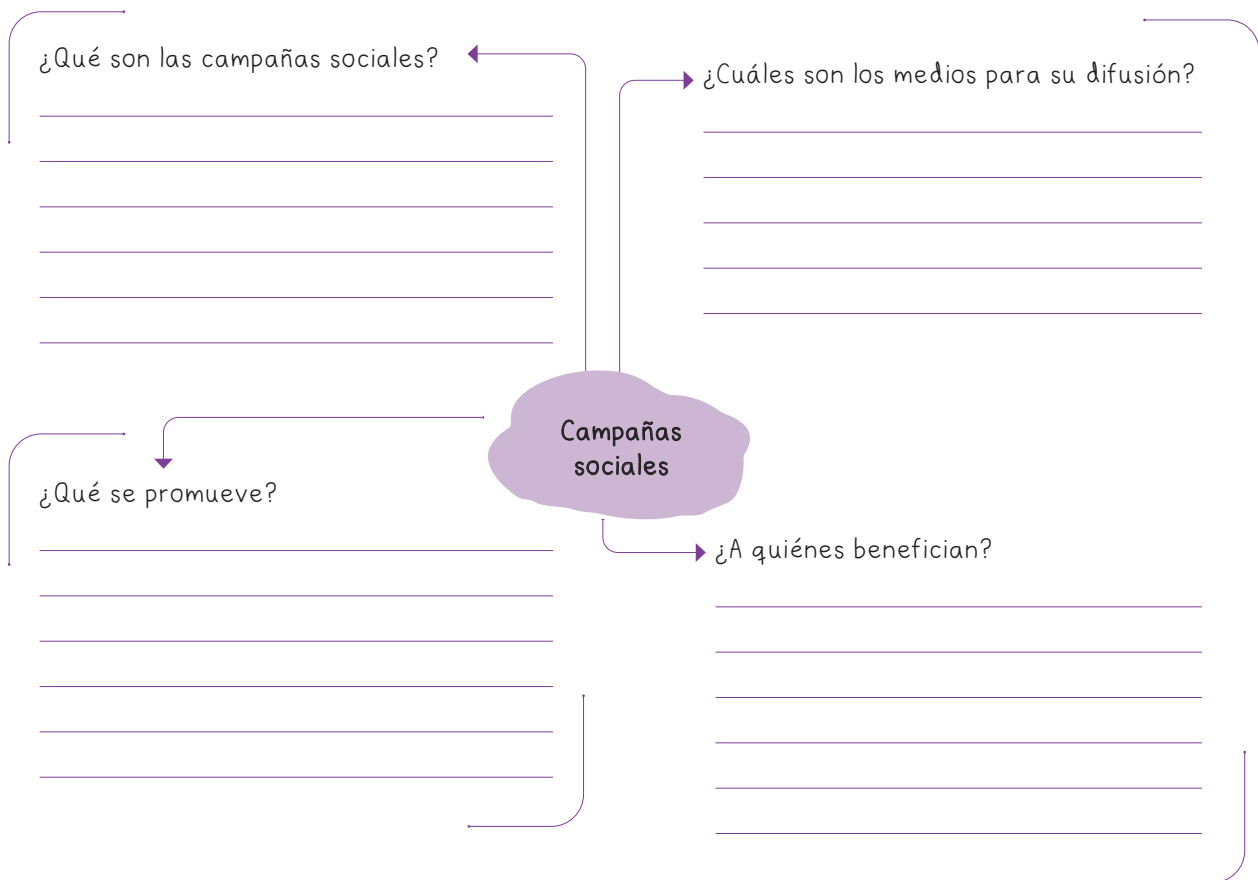 ¿Qué son las campañas sociales?
¿Cuáles son los medios para su difusión?
Campañas
sociales
¿Qué se promueve?
¿A quiénes benefician?